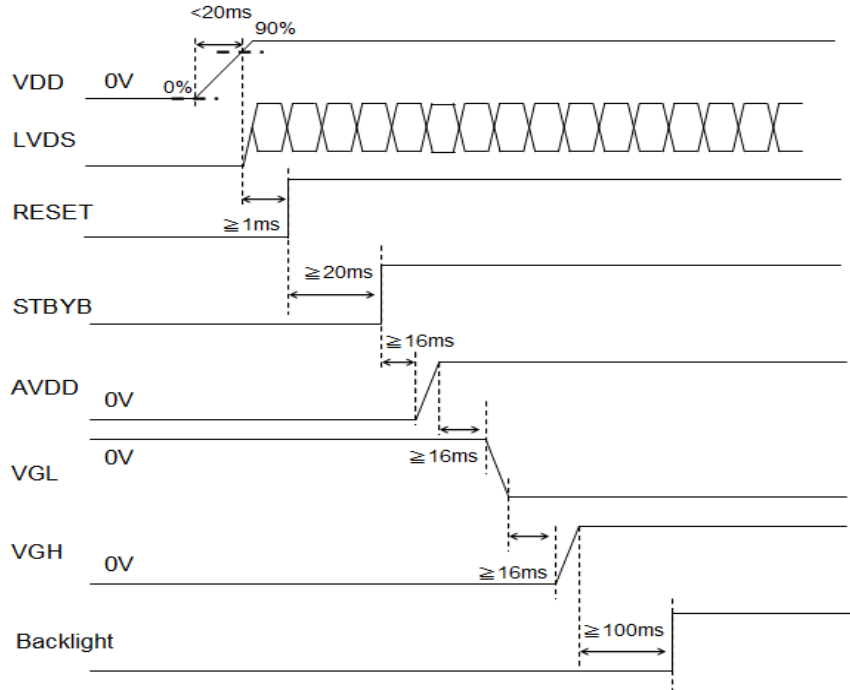 <20ms
90%
VDD 0V 0%
LVDS
RESET ≧1ms
≧20ms
STBYB
≧16ms
AVDD 0V
0V ≧16ms
VGL
VGH 0V ≧16ms
≧100ms
Backlight